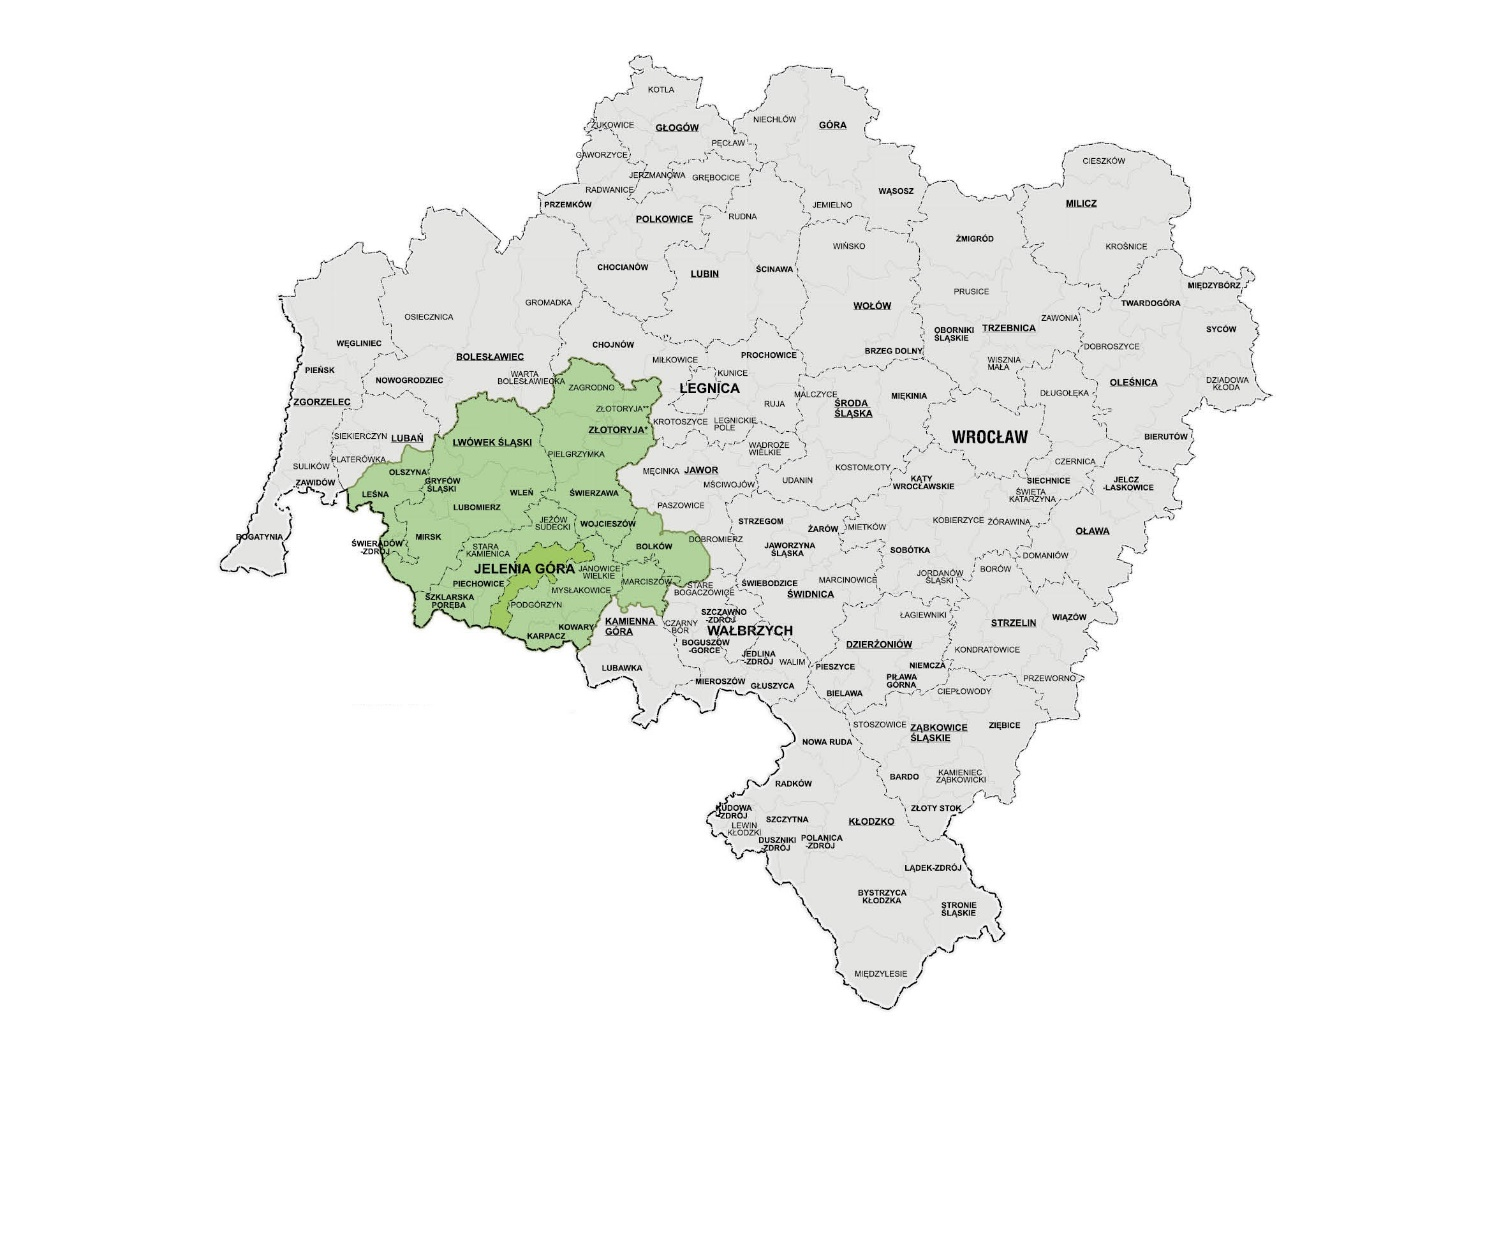 KOTLA
ŻUKOWICE
GŁOGÓW
PĘCŁAW
NIECHLÓW
GÓRA
GAWORZYCE
JERZMANOWA
GRĘBOCICE
RADWANICE
PRZEMKÓW
POLKOWICE
RUDNA
JEMIELNO
WĄSOSZ
CIESZKÓW
MILICZ
KROŚNICE
ŻMIGRÓD
WIŃSKO
CHOCIANÓW
LUBIN
ŚCINAWA
PRUSICE
WOŁÓW
MIĘDZYBÓRZ
TWARDOGÓRA
SYCÓW
GROMADKA
OSIECZNICA
ZAWONIA
OBORNIKI
ŚLĄSKIE
TRZEBNICA
DOBROSZYCE
WĘGLINIEC
CHOJNÓW
BRZEG DOLNY
BOLESŁAWIEC
MIŁKOWICE
PROCHOWICE
WISZNIA
MAŁA
PIEŃSK
NOWOGRODZIEC
WARTA
BOLESŁAWIECKA
ZAGRODNO
KUNICE
LEGNICA
OLEŚNICA
DZIADOWA
KŁODA
DŁUGOŁĘKA
ZGORZELEC
ZŁOTORYJA**
RUJA
MALCZYCE
ŚRODA
ŚLĄSKA
MIĘKINIA
SIEKIERCZYN
LUBAŃ
LWÓWEK ŚLĄSKI
ZŁOTORYJA*
KROTOSZYCE
LEGNICKIE
POLE
WROCŁAW
BIERUTÓW
PLATERÓWKA
PIELGRZYMKA
WĄDROŻE
WIELKIE
SULIKÓW
ZAWIDÓW
OLSZYNA
GRYFÓW
ŚLĄSKI
MĘCINKA
JAWOR
MŚCIWOJÓW
UDANIN
KOSTOMŁOTY
KĄTY
WROCŁAWSKIE
CZERNICA
SIECHNICE
JELCZ
-LASKOWICE
LEŚNA
WLEŃ
ŚWIERZAWA
ŚWIĘTA
KATARZYNA
LUBOMIERZ
PASZOWICE
JEŻÓW
SUDECKI
WOJCIESZÓW
STRZEGOM
ŻARÓW
MIETKÓW
KOBIERZYCE
ŻÓRAWINA
OŁAWA
BOGATYNIA
ŚWIERADÓW
-ZDRÓJ
MIRSK
STARA
KAMIENICA
BOLKÓW
DOBROMIERZ
JAWORZYNA
ŚLĄSKA
SOBÓTKA
DOMANIÓW
JELENIA GÓRA
JANOWICE
WIELKIE
BORÓW
JORDANÓW
ŚLĄSKI
PIECHOWICE
MYSŁAKOWICE
MARCISZÓW
STARE
BOGACZOWICE
ŚWIEBODZICE
MARCINOWICE
ŚWIDNICA
SZKLARSKA
PORĘBA
PODGÓRZYN
ŁAGIEWNIKI
STRZELIN
WIĄZÓW
KOWARY
KARPACZ
KAMIENNA
GÓRA
CZARNY
BÓR
SZCZAWNO
-ZDRÓJ
WAŁBRZYCH
BOGUSZÓW
-GORCE
JEDLINA
-ZDRÓJ
WALIM
DZIERŻONIÓW
KONDRATOWICE
LUBAWKA
PIESZYCE
NIEMCZA
PIŁAWA
GÓRNA
PRZEWORNO
MIEROSZÓW
GŁUSZYCA
BIELAWA
CIEPŁOWODY
STOSZOWICE
ZĄBKOWICE
ŚLĄSKIE
ZIĘBICE
NOWA RUDA
RADKÓW
BARDO
KAMIENIEC
ZĄBKOWICKI
KUDOWA
-ZDRÓJ
LEWIN
KŁODZKI
SZCZYTNA
KŁODZKO
ZŁOTY STOK
DUSZNIKI
-ZDRÓJ
POLANICA
-ZDRÓJ
LĄDEK-ZDRÓJ
BYSTRZYCA
KŁODZKA
STRONIE
ŚLĄSKIE
MIĘDZYLESIE